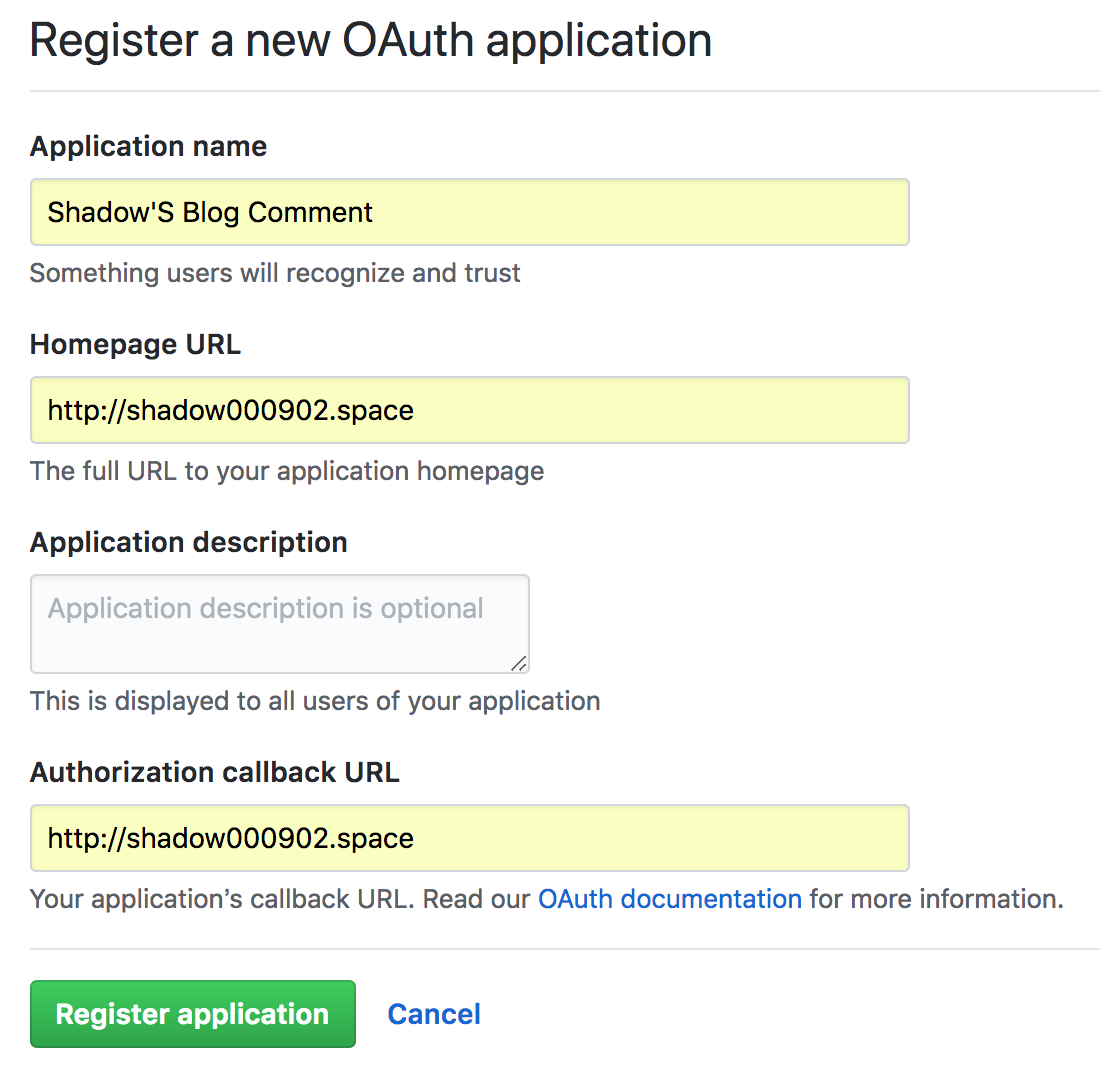 Register a new OAuth application
Application name
Shadow'S Blog Comment
Something users will recognize and trust
Homepage URL
http://shadow000902.space
The full URL to your application homepage
Application description
Application description is optional
This is displayed to all users of your application
Authorization callback URL
http://shadow000902.space
Your application’s callback URL. Read our OAuth documentation for more information.
Register application Cancel